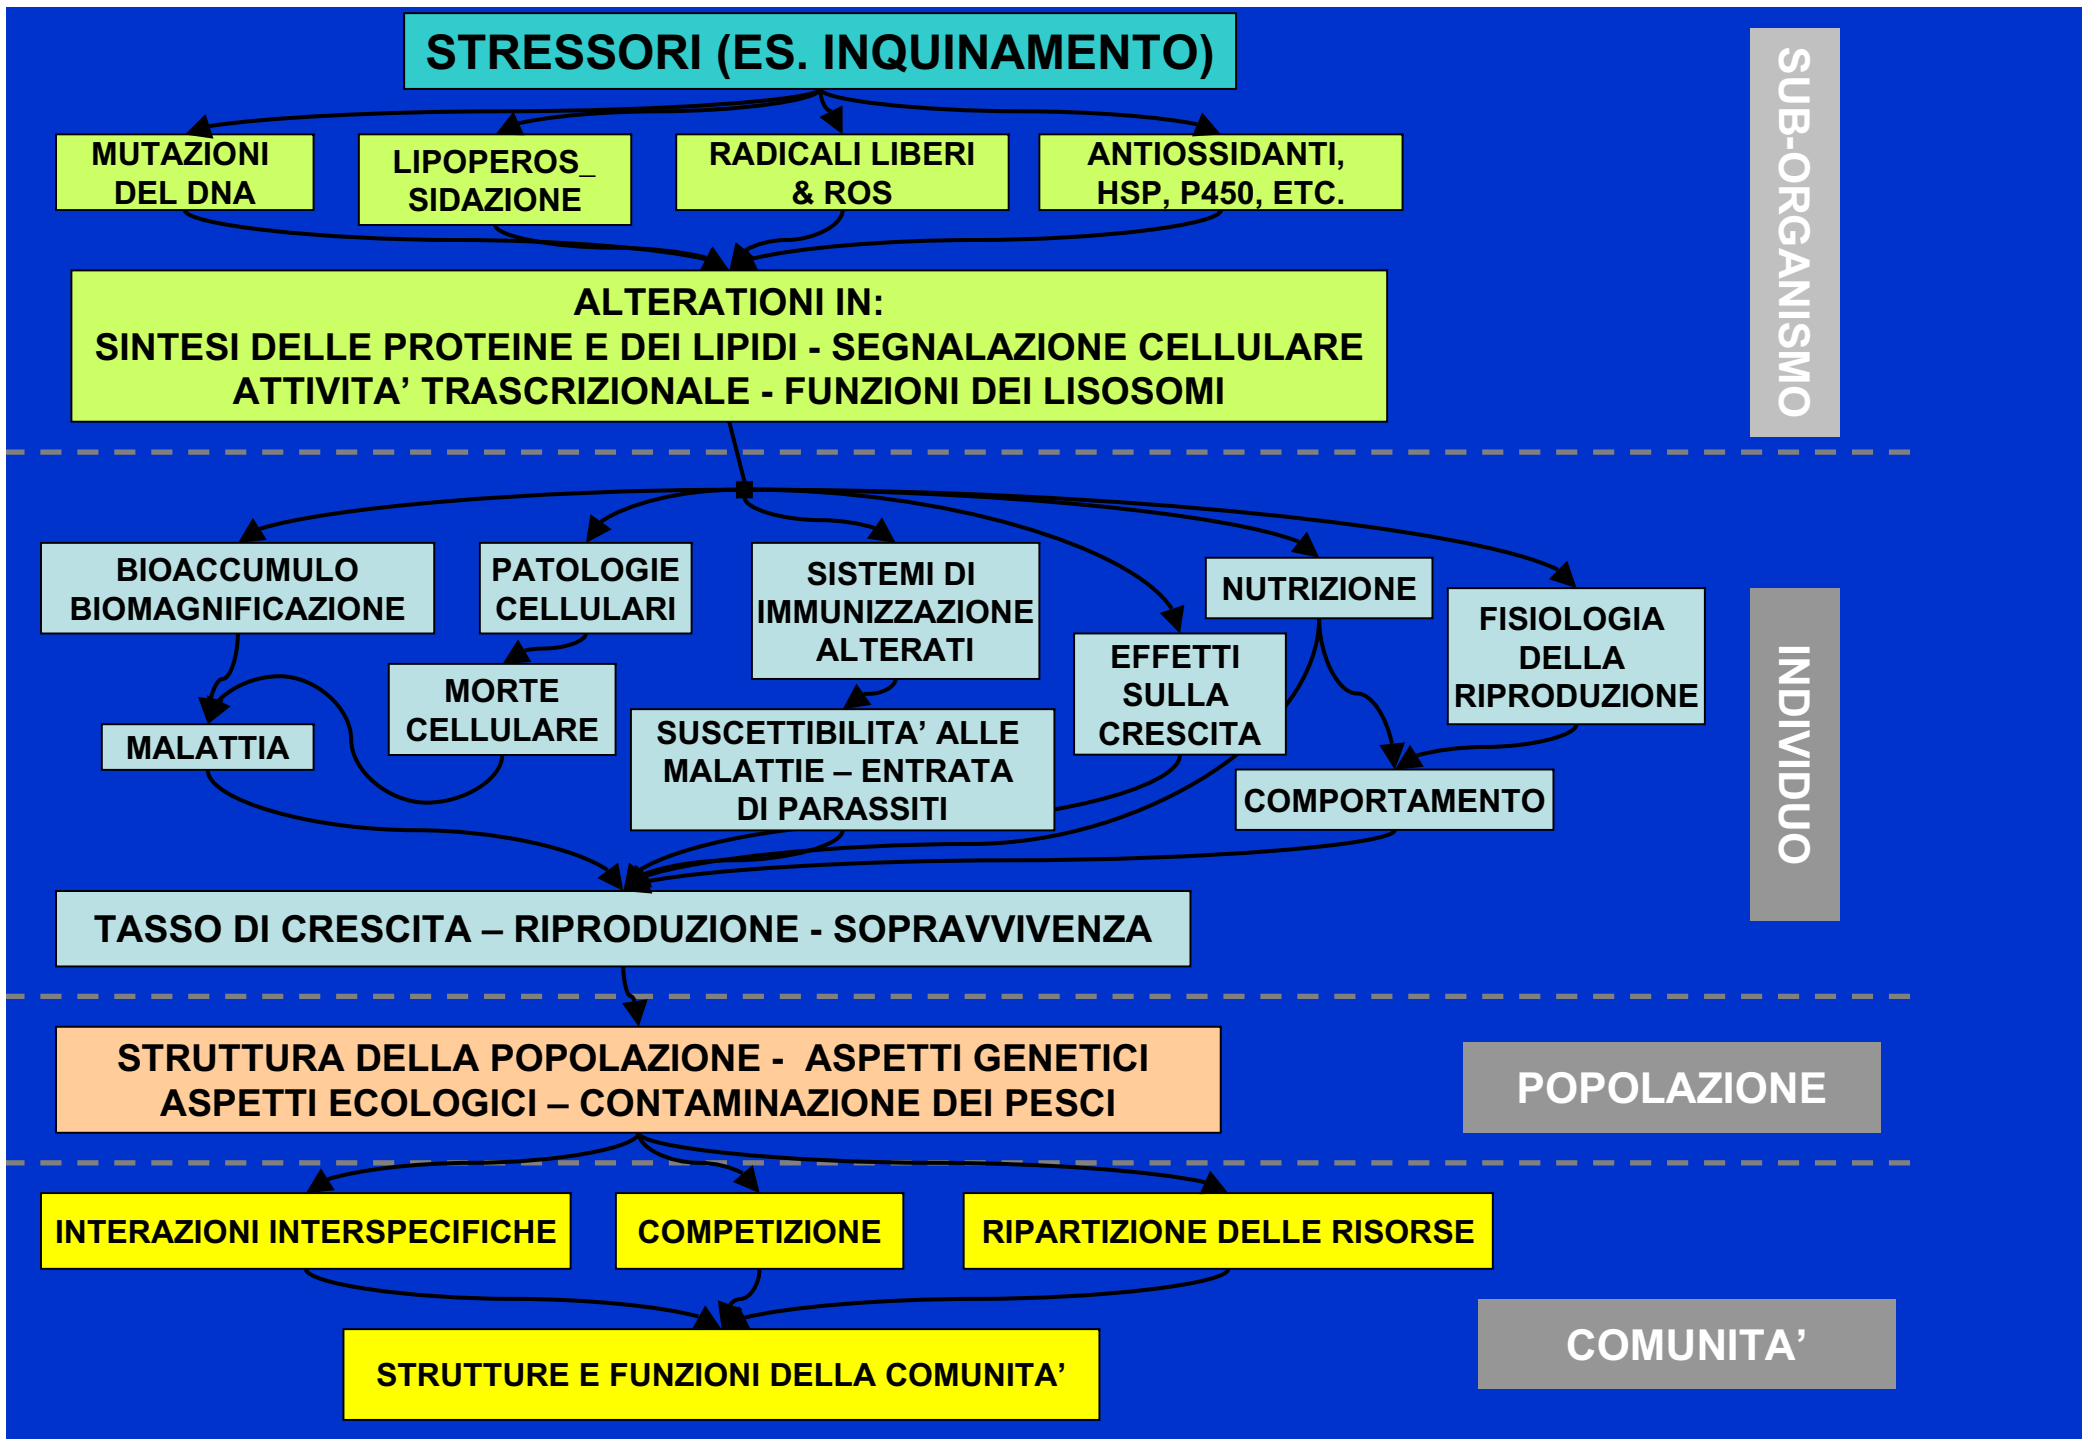 STRESSORI (ES. INQUINAMENTO)
SUB-ORGANISMO
MUTAZIONI
DEL DNA
LIPOPEROS_
SIDAZIONE
RADICALI LIBERI
& ROS
ANTIOSSIDANTI,
HSP, P450, ETC.
ALTERATIONI IN:
SINTESI DELLE PROTEINE E DEI LIPIDI - SEGNALAZIONE CELLULARE
ATTIVITA’ TRASCRIZIONALE - FUNZIONI DEI LISOSOMI
BIOACCUMULO
BIOMAGNIFICAZIONE
PATOLOGIE
CELLULARI
SISTEMI DI
IMMUNIZZAZIONE
ALTERATI
EFFETTI
SULLA
CRESCITA
NUTRIZIONE
FISIOLOGIA
DELLA
RIPRODUZIONE
INDIVIDUO
MALATTIA
MORTE
CELLULARE
SUSCETTIBILITA’ ALLE
MALATTIE – ENTRATA
DI PARASSITI
COMPORTAMENTO
TASSO DI CRESCITA – RIPRODUZIONE - SOPRAVVIVENZA
STRUTTURA DELLA POPOLAZIONE - ASPETTI GENETICI
ASPETTI ECOLOGICI – CONTAMINAZIONE DEI PESCI
POPOLAZIONE
INTERAZIONI INTERSPECIFICHE
COMPETIZIONE
RIPARTIZIONE DELLE RISORSE
STRUTTURE E FUNZIONI DELLA COMUNITA’
COMUNITA’